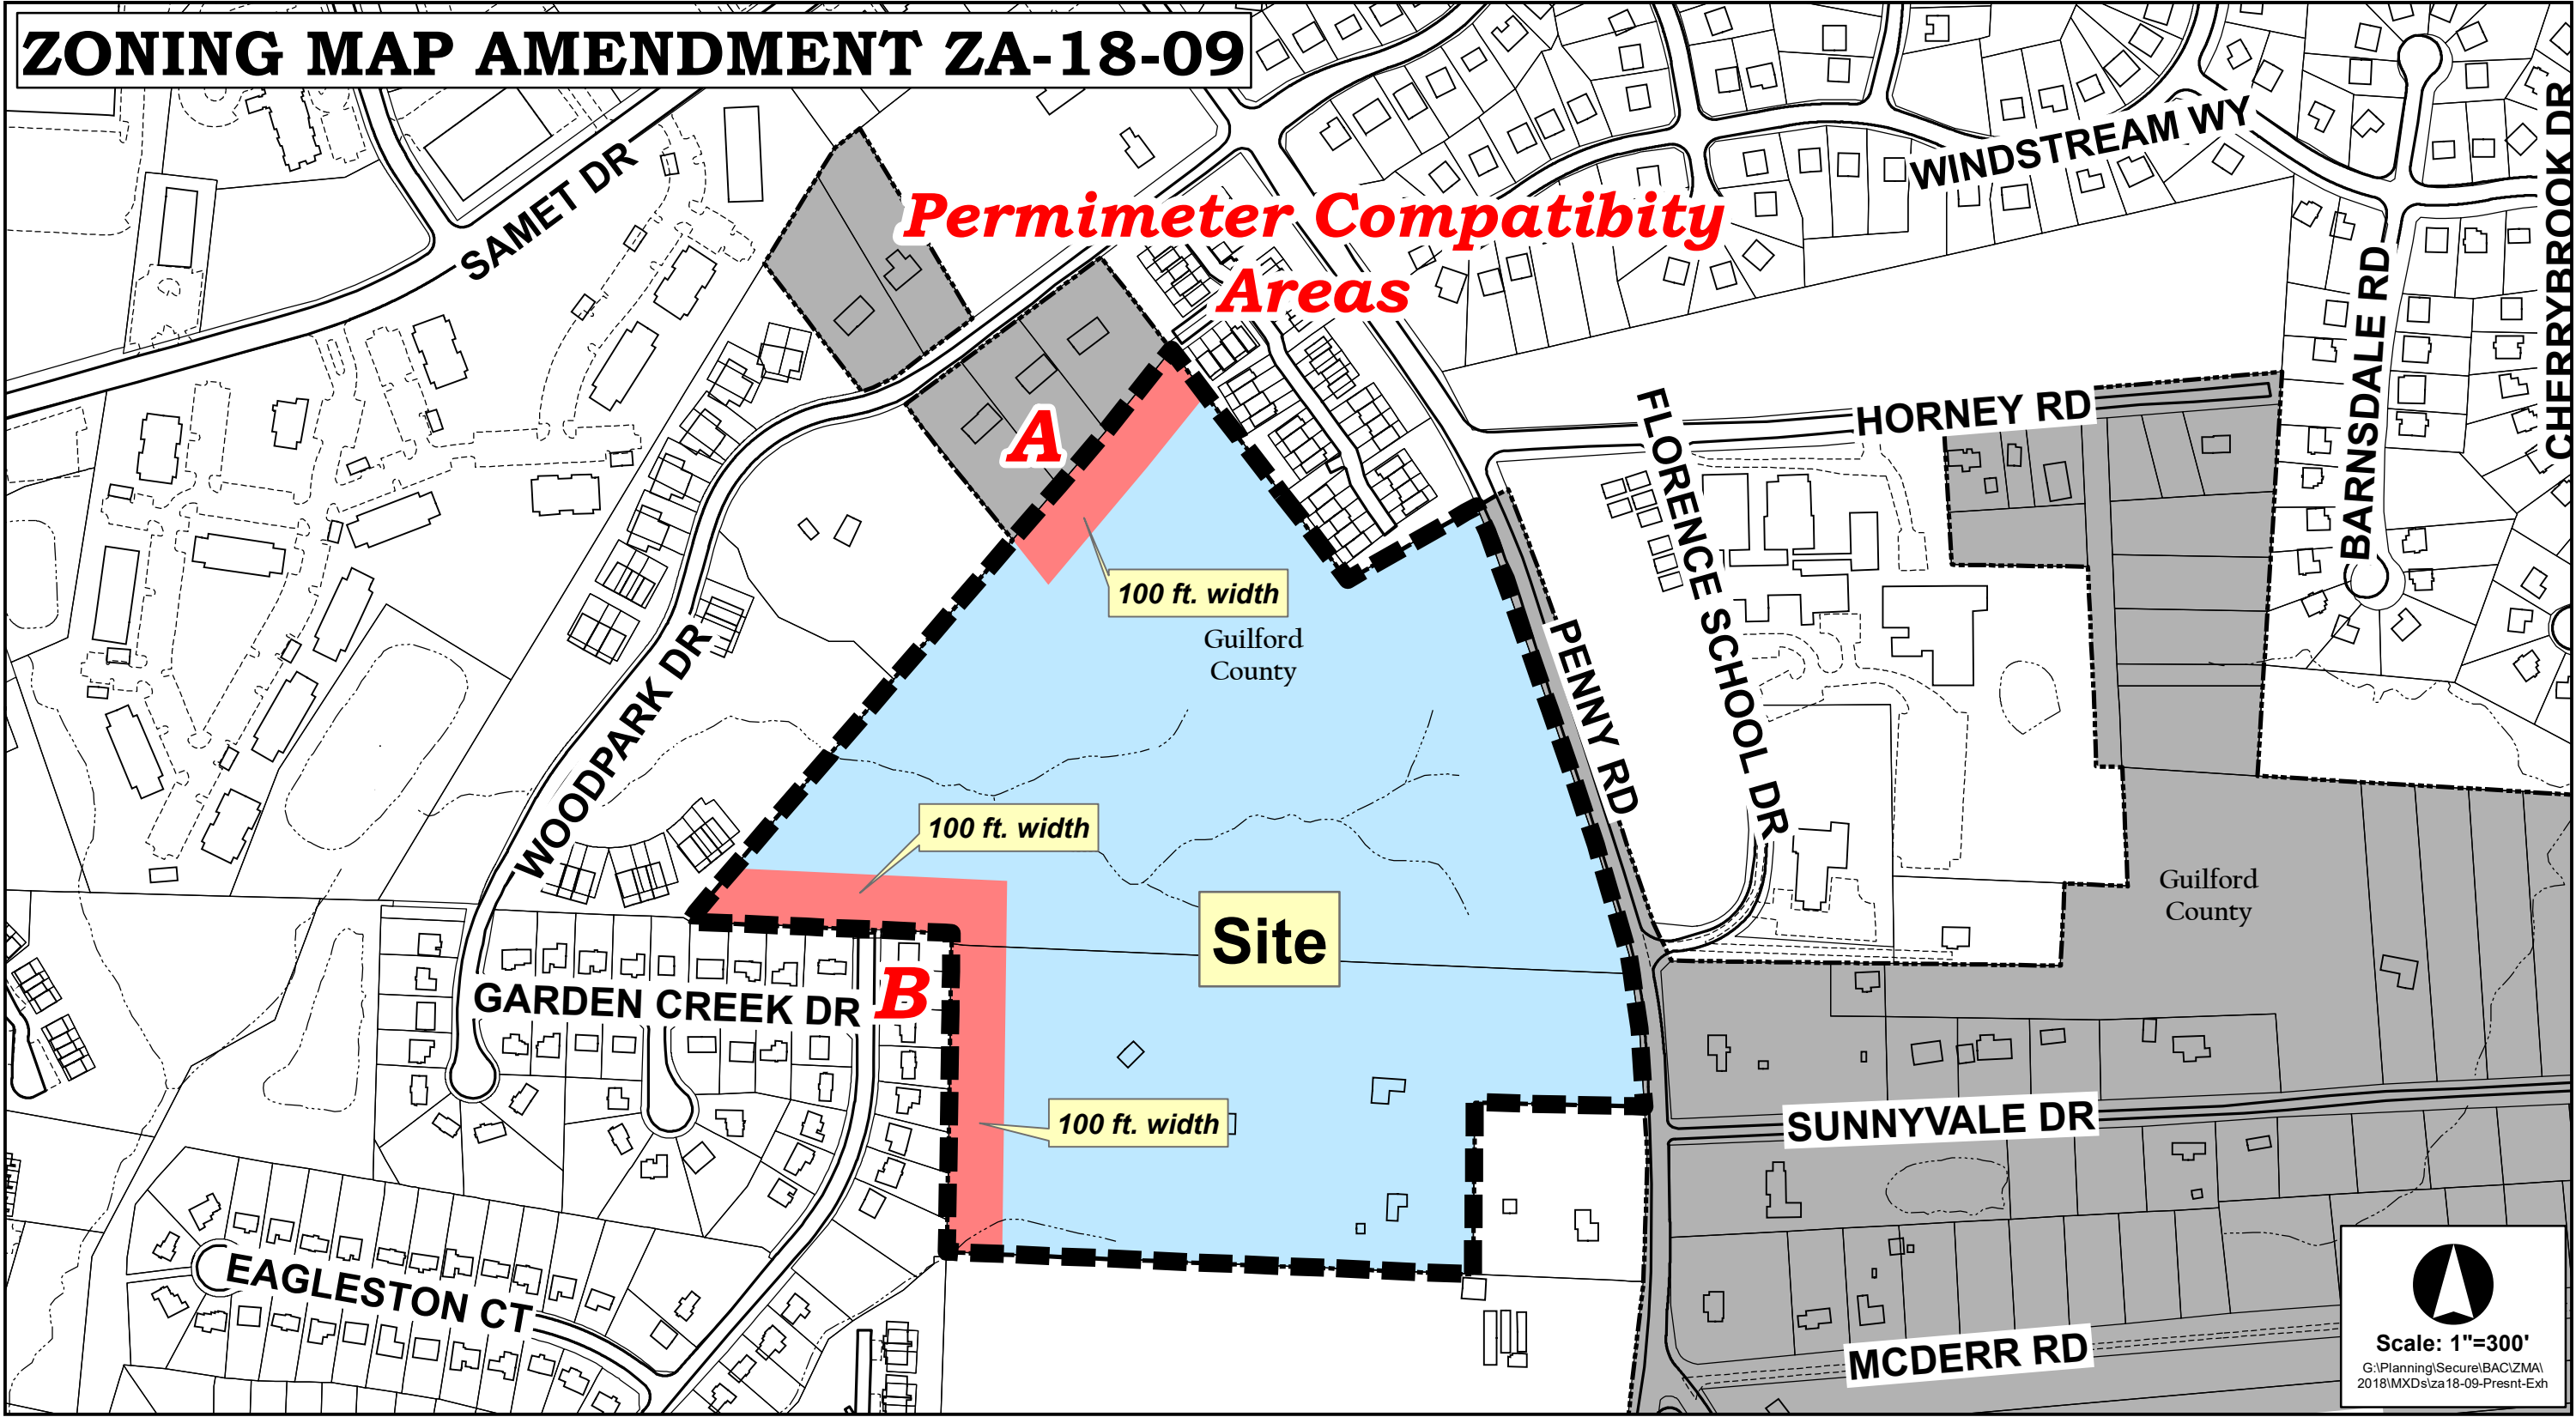 ZONING MAP AMENDMENT ZA-18-09
Permimeter Compatibity
Areas
SAMET DR
WINDSTREAM WY
CHERRYBROOK DR
BARNSDALE RD
HORNEY RD
FLORENCE SCHOOL DR
A
100 ft. width
Guilford
County
PENNY RD
WOODPARK DR
100 ft. width
Site
Guilford
County
B
GARDEN CREEK DR
100 ft. width
SUNNYVALE DR
EAGLESTON CT
MCDERR RD
Scale: 1"=300'
G:\Planning\Secure\BAC\ZMA\
2018\MXDs\za18-09-Presnt-Exh